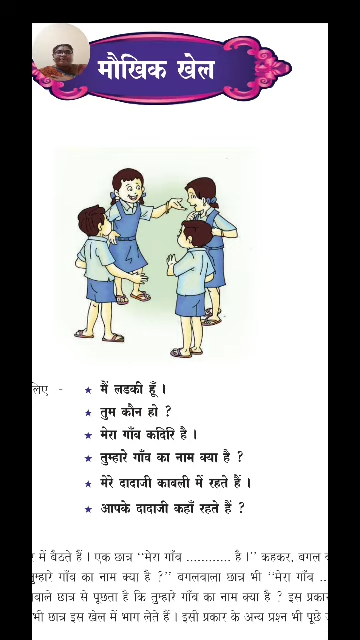 मौखिक खेल
लिए -
★ मैं लडकी हूँ ।
★ तुम कौन हो ?
★ मेरा गाँव कदिरि है ।
★ तुम्हारे गाँव का नाम क्या है ?
★ मेरे दादाजी कावली में रहते हैं ।
★ आपके दादाजी कहाँ रहते हैं ?
में बैठते हैं । एक छात्र “मेरा गाँव ............ है ।” कहकर, बगल
तुम्हारे गाँव का नाम क्या है ?” बगलवाला छात्र भी “मेरा गाँव ..
वाले छात्र से पूछता है कि तुम्हारे गाँव का नाम क्या है ? इस प्रकार
भी छात्र इस खेल में भाग लेते हैं । इसी प्रकार के अन्य प्रश्न भी पूछे